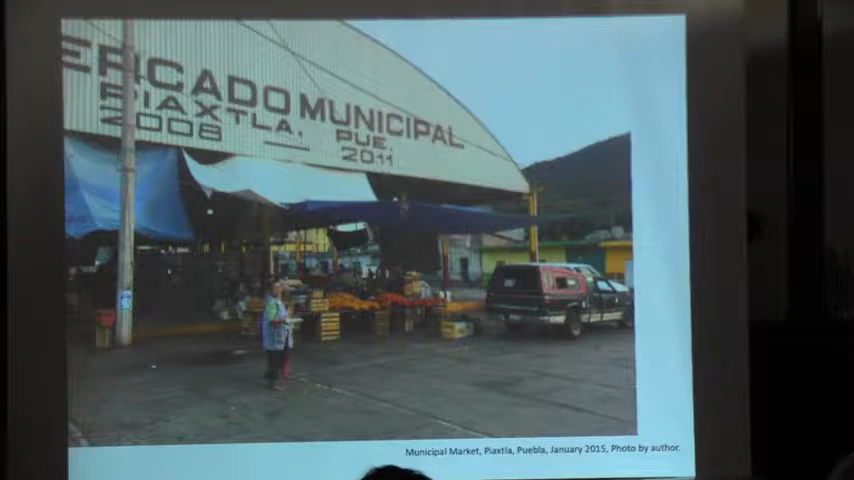 ERCADO MUNICIPAL
PIAXTLA. PUE.
2008 — 2011
Municipal Market, Piaxtla, Puebla, January 2015, Photo by author.